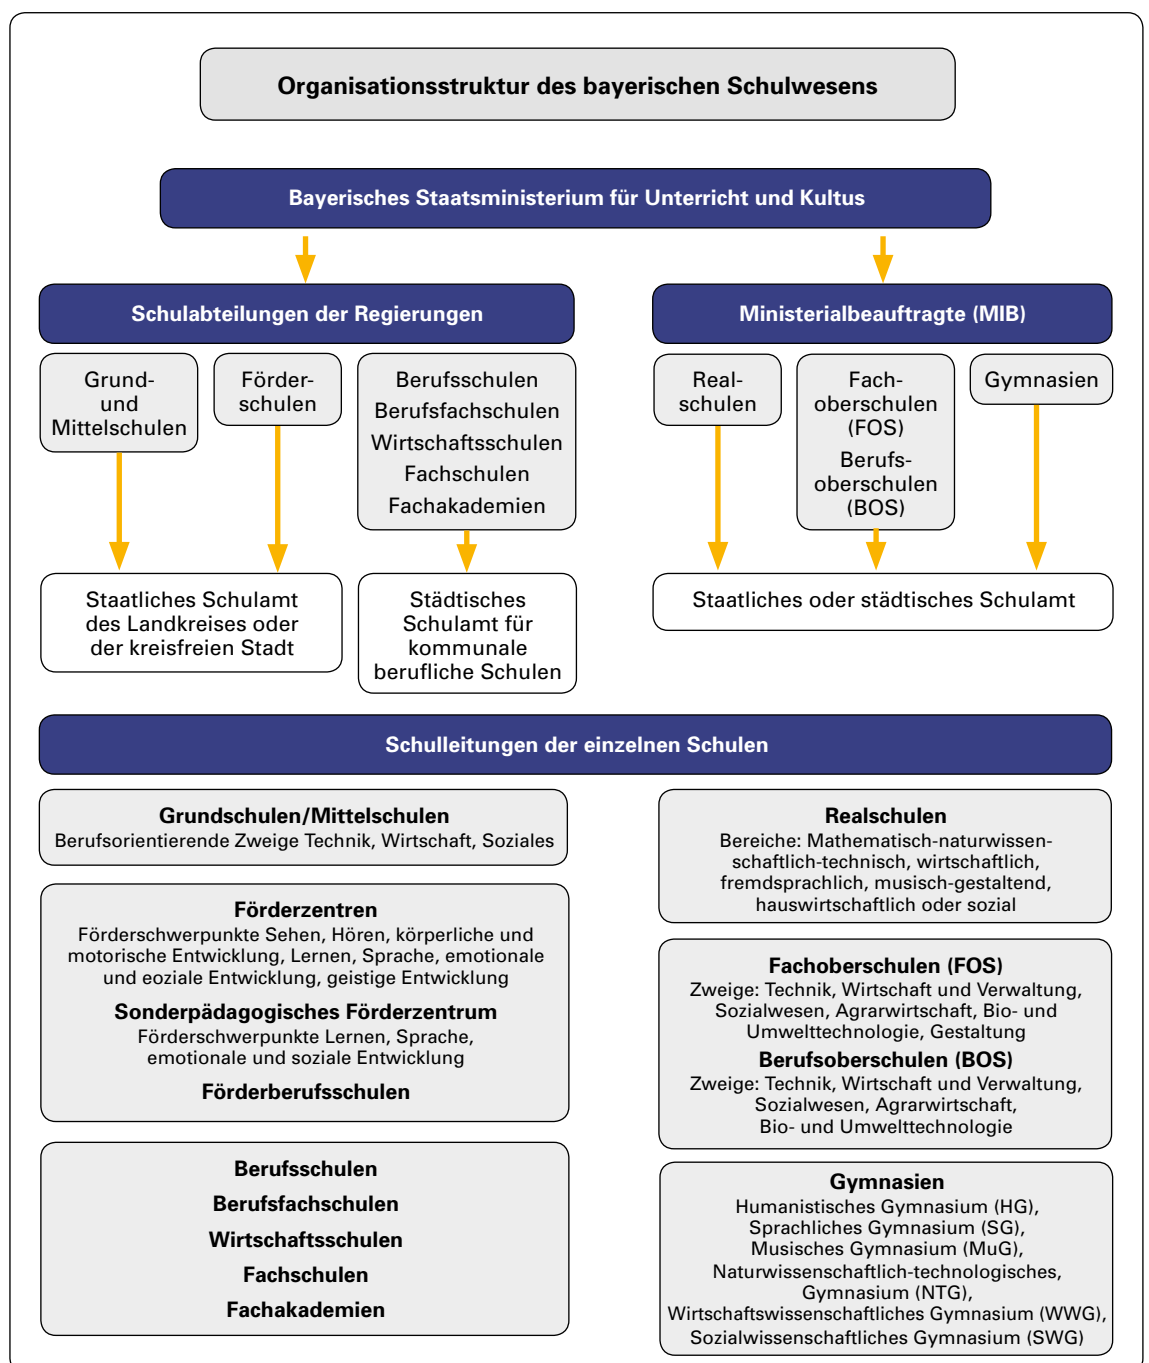 Organisationsstruktur des bayerischen Schulwesens
Bayerisches Staatsministerium für Unterricht und Kultus
Schulabteilungen der Regierungen
Grund-
und
Mittelschulen
Förder-
schulen
Berufsschulen
Berufsfachschulen
Wirtschaftsschulen
Fachschulen
Fachakademien
Staatliches Schulamt
des Landkreises oder
der kreisfreien Stadt
Städtisches
Schulamt für
kommunale
berufliche Schulen
Ministerialbeauftragte (MIB)
Real-
schulen
Fach-
oberschulen
(FOS)
Berufs-
oberschulen
(BOS)
Gymnasien
Staatliches oder städtisches Schulamt
Schulleitungen der einzelnen Schulen
Grundschulen/Mittelschulen
Berufsorientierende Zweige Technik, Wirtschaft, Soziales
Förderzentren
Förderschwerpunkte Sehen, Hören, körperliche und
motorische Entwicklung, Lernen, Sprache, emotionale
und eoziale Entwicklung, geistige Entwicklung
Sonderpädagogisches Förderzentrum
Förderschwerpunkte Lernen, Sprache,
emotionale und soziale Entwicklung
Förderberufsschulen
Berufsschulen
Berufsfachschulen
Wirtschaftsschulen
Fachschulen
Fachakademien
Realschulen
Bereiche: Mathematisch-naturwissen-
schaftlich-technisch, wirtschaftlich,
fremdsprachlich, musisch-gestaltend,
hauswirtschaftlich oder sozial
Fachoberschulen (FOS)
Zweige: Technik, Wirtschaft und Verwaltung,
Sozialwesen, Agrarwirtschaft, Bio- und
Umwelttechnologie, Gestaltung
Berufsoberschulen (BOS)
Zweige: Technik, Wirtschaft und Verwaltung,
Sozialwesen, Agrarwirtschaft,
Bio- und Umwelttechnologie
Gymnasien
Humanistisches Gymnasium (HG),
Sprachliches Gymnasium (SG),
Musisches Gymnasium (MuG),
Naturwissenschaftlich-technologisches,
Gymnasium (NTG),
Wirtschaftswissenschaftliches Gymnasium (WWG),
Sozialwissenschaftliches Gymnasium (SWG)